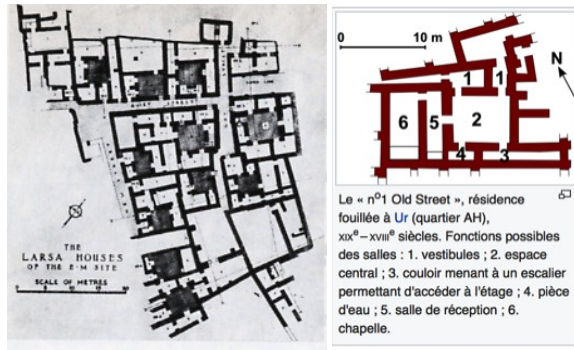 QUIET STREET
THE
LARSA HOUSES
OF THE E-M SITE
SCALE OF METRES
0
10 m
N
1
1
2
6
5
4
3
Le « n°1 Old Street », résidence
fouillée à Ur (quartier AH),
XIXᵉ – XVIIIᵉ siècles. Fonctions possibles
des salles : 1. vestibules ; 2. espace
central ; 3. couloir menant à un escalier
permettant d'accéder à l'étage ; 4. pièce
d'eau ; 5. salle de réception ; 6.
chapelle.